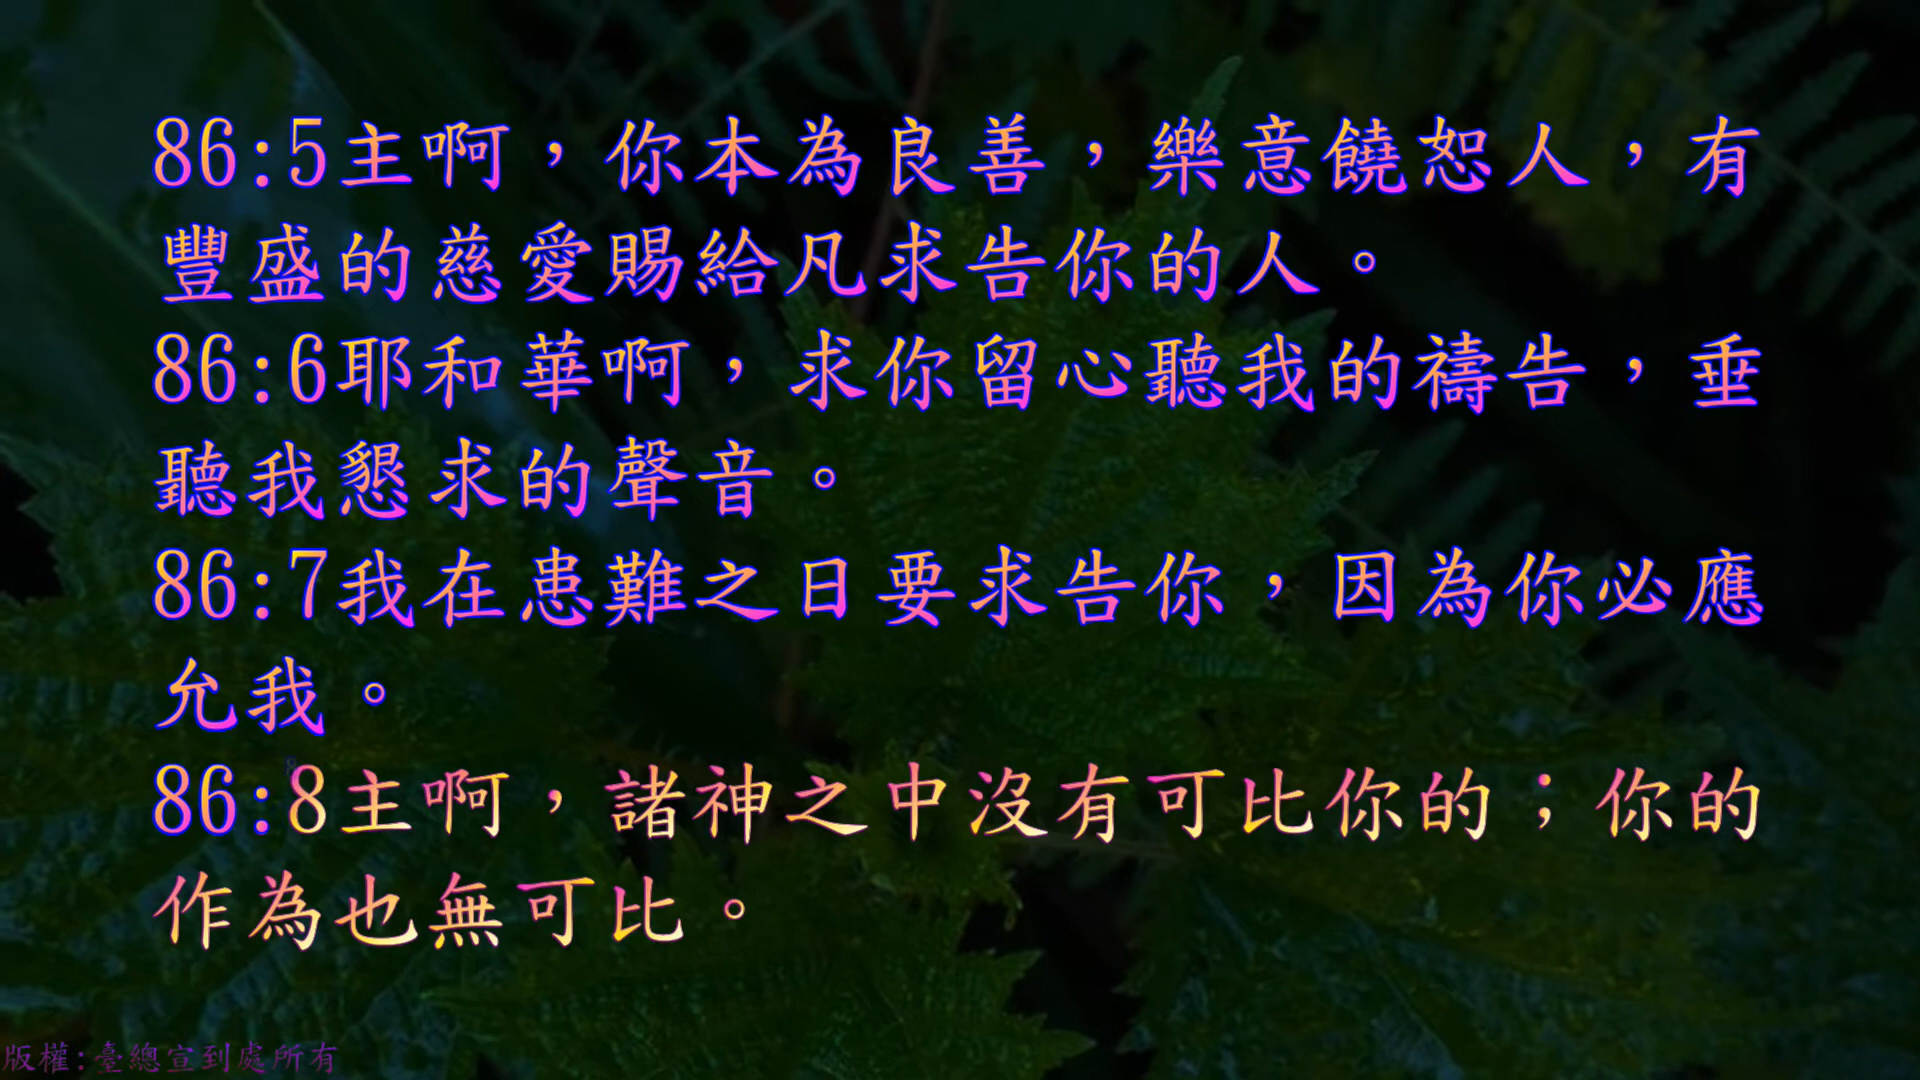 86:5主啊，你本為良善，樂意饒恕人，有
豐盛的慈愛賜給凡求告你的人。
86:6耶和華啊，求你留心聽我的禱告，垂
聽我懇求的聲音。
86:7我在患難之日要求告你，因為你必應
允我。
86:8主啊，諸神之中沒有可比你的；你的
作為也無可比。
版權:臺總宣到處所有